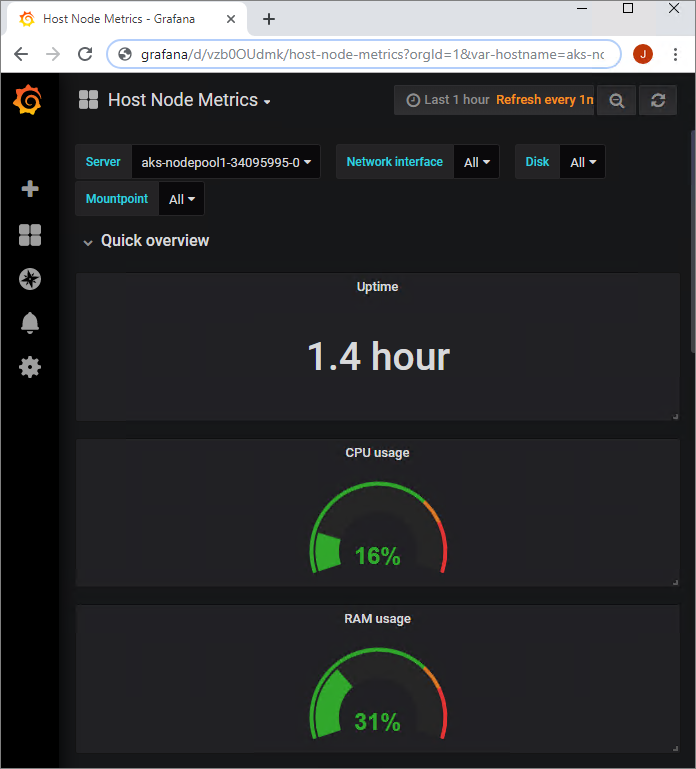 Host Node Metrics - Grafana
grafana/d/vzb0OUdmk/host-node-metrics?orgId=1&var-hostname=aks-no
J
Host Node Metrics
Last 1 hour Refresh every 1m
Server aks-nodepool1-34095995-0 Network interface All Disk All
Mountpoint All
Quick overview
Uptime
1.4 hour
CPU usage
16%
RAM usage
31%